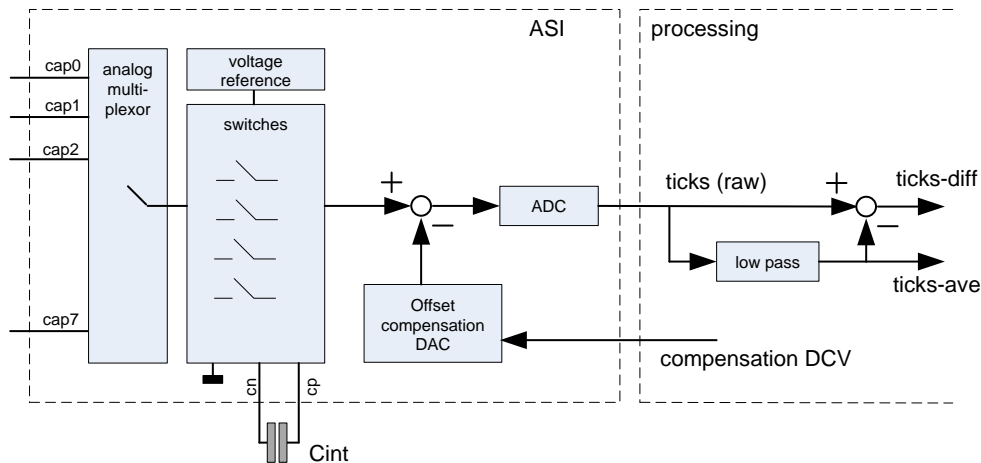 ASI
processing
cap0
cap1
cap2
cap7
analog
multi-
plexor
voltage
reference
switches
+
−
ADC
Offset
compensation
DAC
ticks (raw)
+
−
ticks-diff
low pass
ticks-ave
compensation DCV
cn
cp
Cint